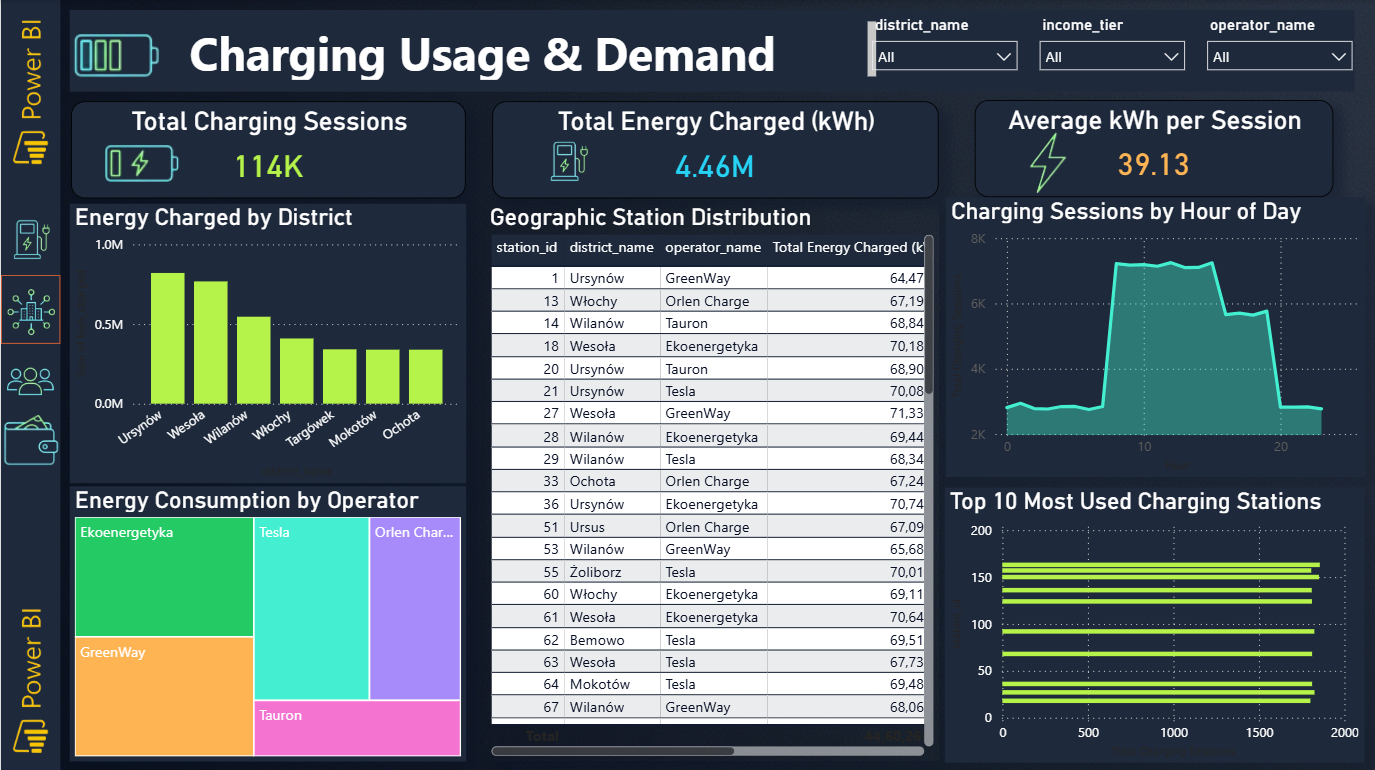 Power BI
Charging Usage & Demand
district_name
All
income_tier
All
operator_name
All
Total Charging Sessions
114K
Total Energy Charged (kWh)
4.46M
Average kWh per Session
39.13
Energy Charged by District
1.0M
0.5M
0.0M
Ursynów
Wesoła
Wilanów
Włochy
Targówek
Mokotów
Ochota
Energy Consumption by Operator
Ekoenergetyka
GreenWay
Tesla
Orlen Char...
Tauron
Geographic Station Distribution
station_id district_name operator_name Total Energy Charged (k
1 Ursynów GreenWay 64,47
13 Włochy Orlen Charge 67,19
14 Wilanów Tauron 68,84
18 Wesoła Ekoenergetyka 70,18
20 Ursynów Tauron 68,90
21 Ursynów Tesla 70,08
27 Wesoła GreenWay 71,33
28 Wilanów Ekoenergetyka 69,44
29 Wilanów Tesla 68,34
33 Ochota Orlen Charge 67,24
36 Ursynów Ekoenergetyka 70,74
51 Ursus Orlen Charge 67,09
53 Wilanów GreenWay 65,68
55 Żoliborz Tesla 70,01
60 Włochy Ekoenergetyka 69,11
61 Wesoła Ekoenergetyka 70,64
62 Bemowo Tesla 69,51
63 Wesoła Tesla 67,73
64 Mokotów Tesla 69,48
67 Wilanów GreenWay 68,06
Total
Charging Sessions by Hour of Day
8K
6K
4K
2K
0 10 20
Top 10 Most Used Charging Stations
200
150
100
50
0
0 500 1000 1500 2000
Power BI